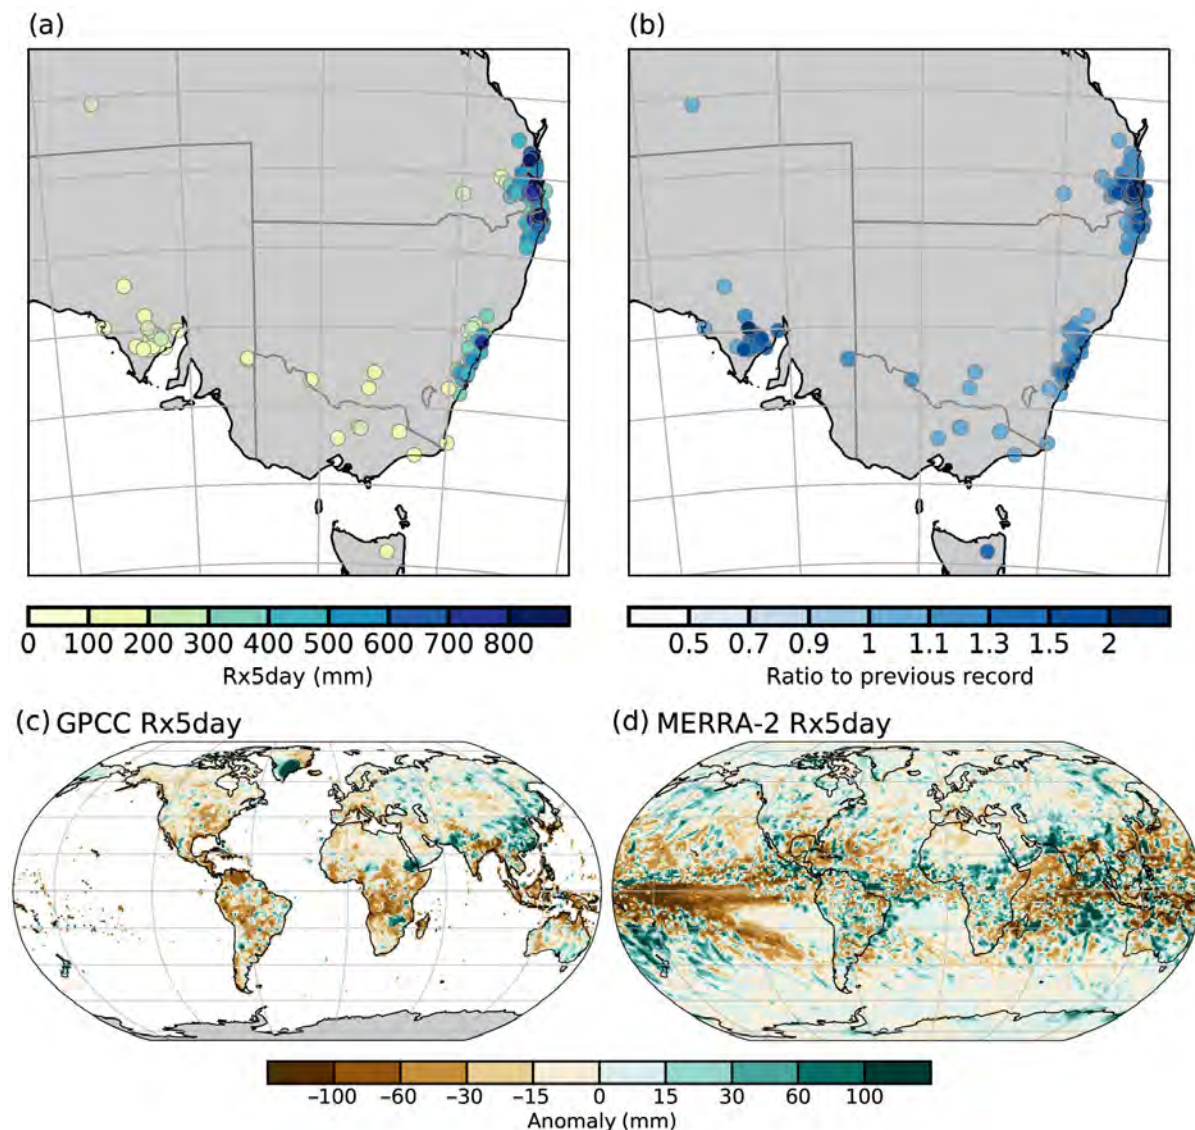 (a)
(b)
0 100 200 300 400 500 600 700 800
Rx5day (mm)
0.5 0.7 0.9 1 1.1 1.3 1.5 2
Ratio to previous record
(c) GPCC Rx5day
(d) MERRA-2 Rx5day
−100 −60 −30 −15 0 15 30 60 100
Anomaly (mm)